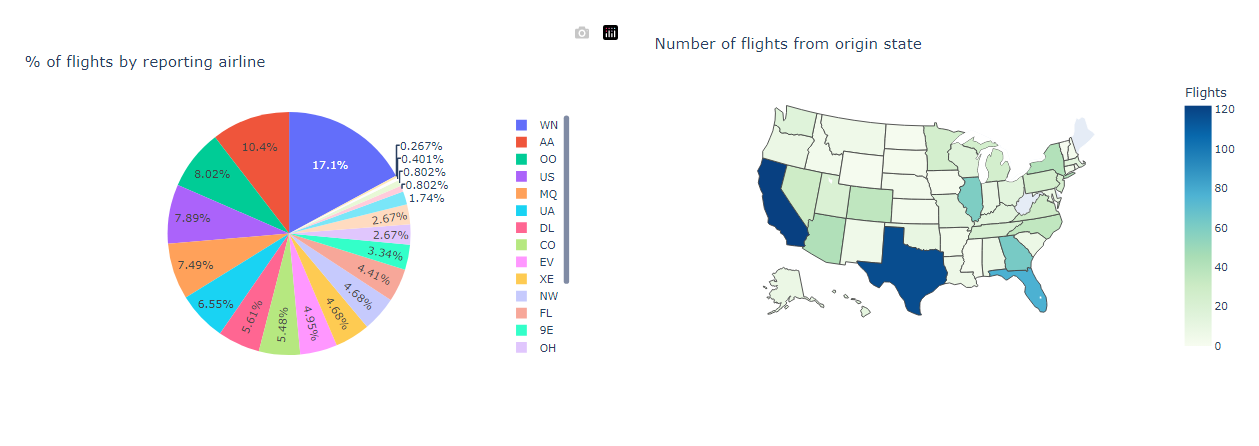 % of flights by reporting airline
17.1%
10.4%
8.02%
7.89%
7.49%
6.55%
5.61%
5.48%
4.95%
4.68%
4.68%
4.41%
3.34%
2.67%
2.67%
1.74%
0.802%
0.802%
0.401%
0.267%
WN
AA
OO
US
MQ
UA
DL
CO
EV
XE
NW
FL
9E
OH
Number of flights from origin state
Flights
120
100
80
60
40
20
0